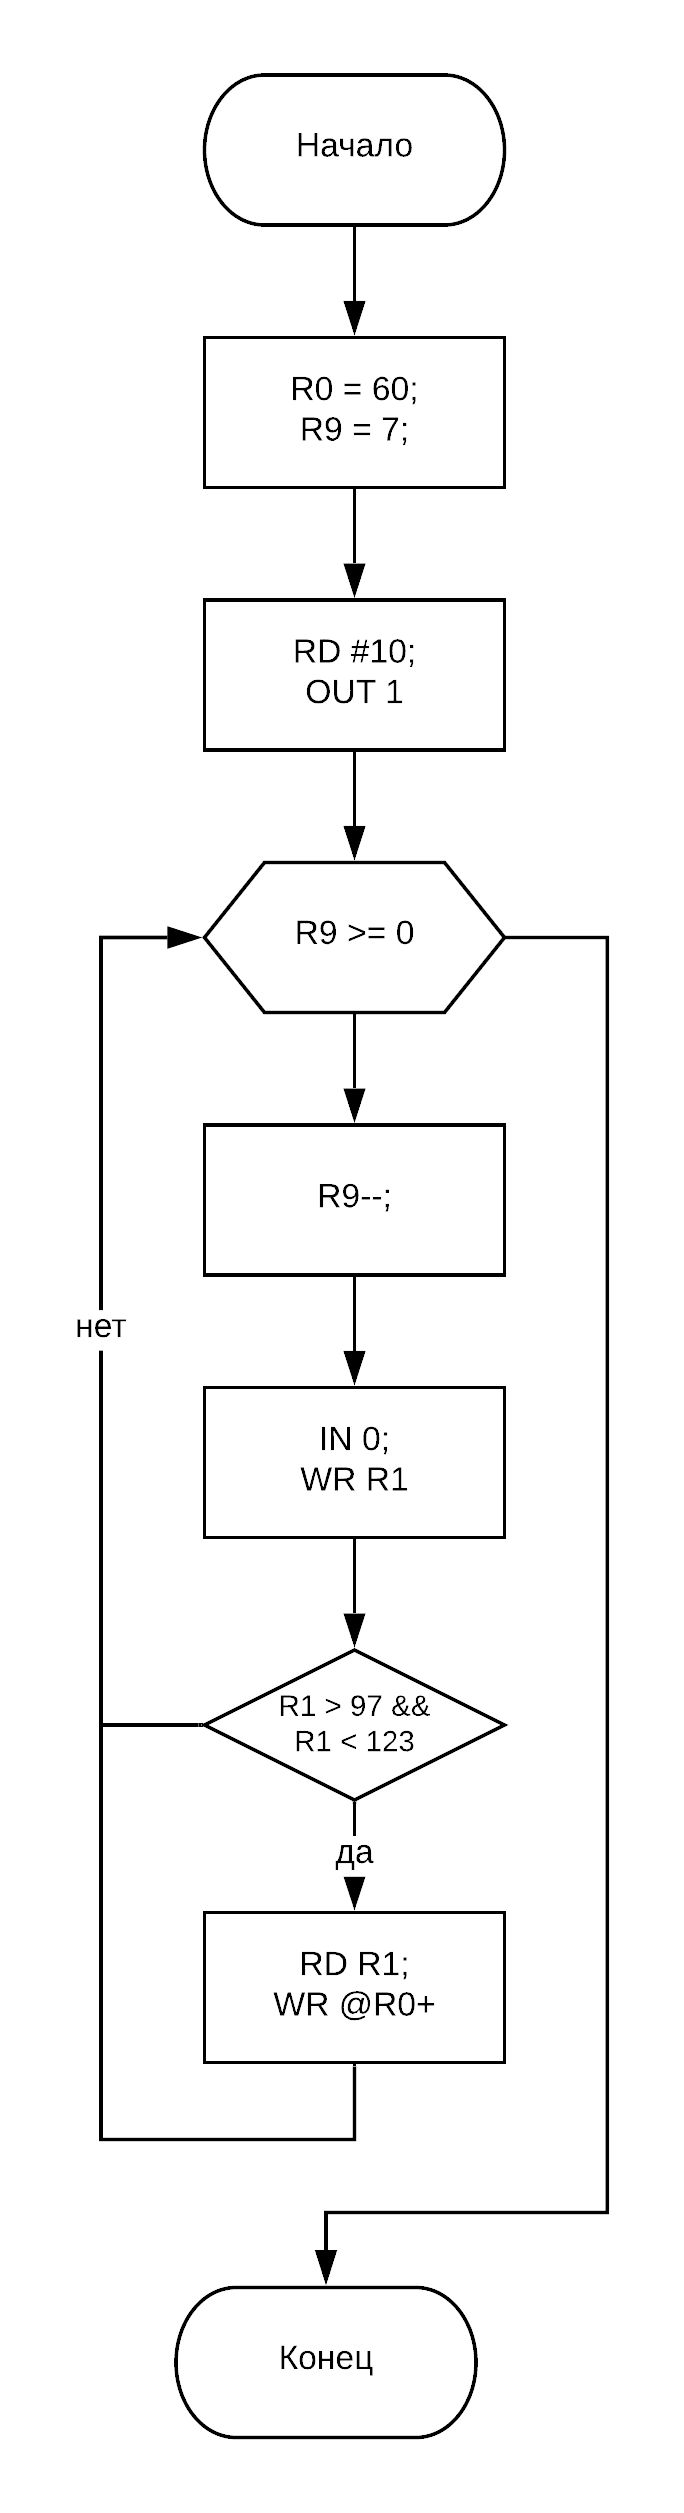 Начало
R0 = 60;
R9 = 7;
RD #10;
OUT 1
R9 >= 0
R9--;
нет
IN 0;
WR R1
R1 > 97 &&
R1 < 123
да
RD R1;
WR @R0+
Конец